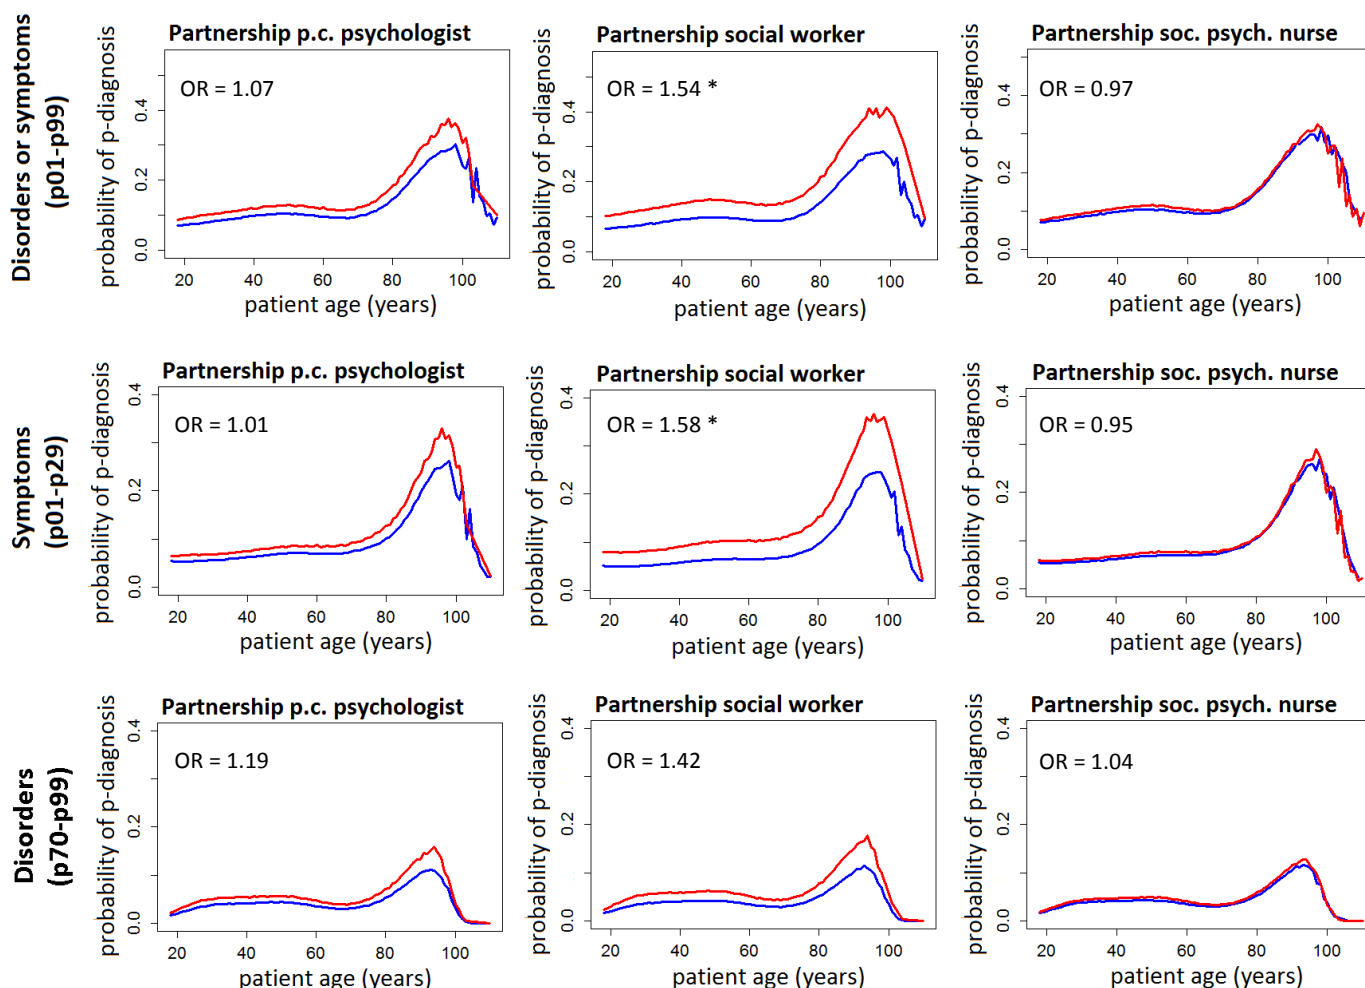 Disorders or symptoms
(p01-p99)
Partnership p.c. psychologist
OR = 1.07
probability of p-diagnosis
0.0
0.2
0.4
20 40 60 80 100
patient age (years)
Partnership social worker
OR = 1.54 *
probability of p-diagnosis
0.0
0.2
0.4
20 40 60 80 100
patient age (years)
Partnership soc. psych. nurse
OR = 0.97
probability of p-diagnosis
0.0
0.2
0.4
20 40 60 80 100
patient age (years)
Symptoms
(p01-p29)
Partnership p.c. psychologist
OR = 1.01
probability of p-diagnosis
0.0
0.2
0.4
20 40 60 80 100
patient age (years)
Partnership social worker
OR = 1.58 *
probability of p-diagnosis
0.0
0.2
0.4
20 40 60 80 100
patient age (years)
Partnership soc. psych. nurse
OR = 0.95
probability of p-diagnosis
0.0
0.2
0.4
20 40 60 80 100
patient age (years)
Disorders
(p70-p99)
Partnership p.c. psychologist
OR = 1.19
probability of p-diagnosis
0.0
0.2
0.4
20 40 60 80 100
patient age (years)
Partnership social worker
OR = 1.42
probability of p-diagnosis
0.0
0.2
0.4
20 40 60 80 100
patient age (years)
Partnership soc. psych. nurse
OR = 1.04
probability of p-diagnosis
0.0
0.2
0.4
20 40 60 80 100
patient age (years)